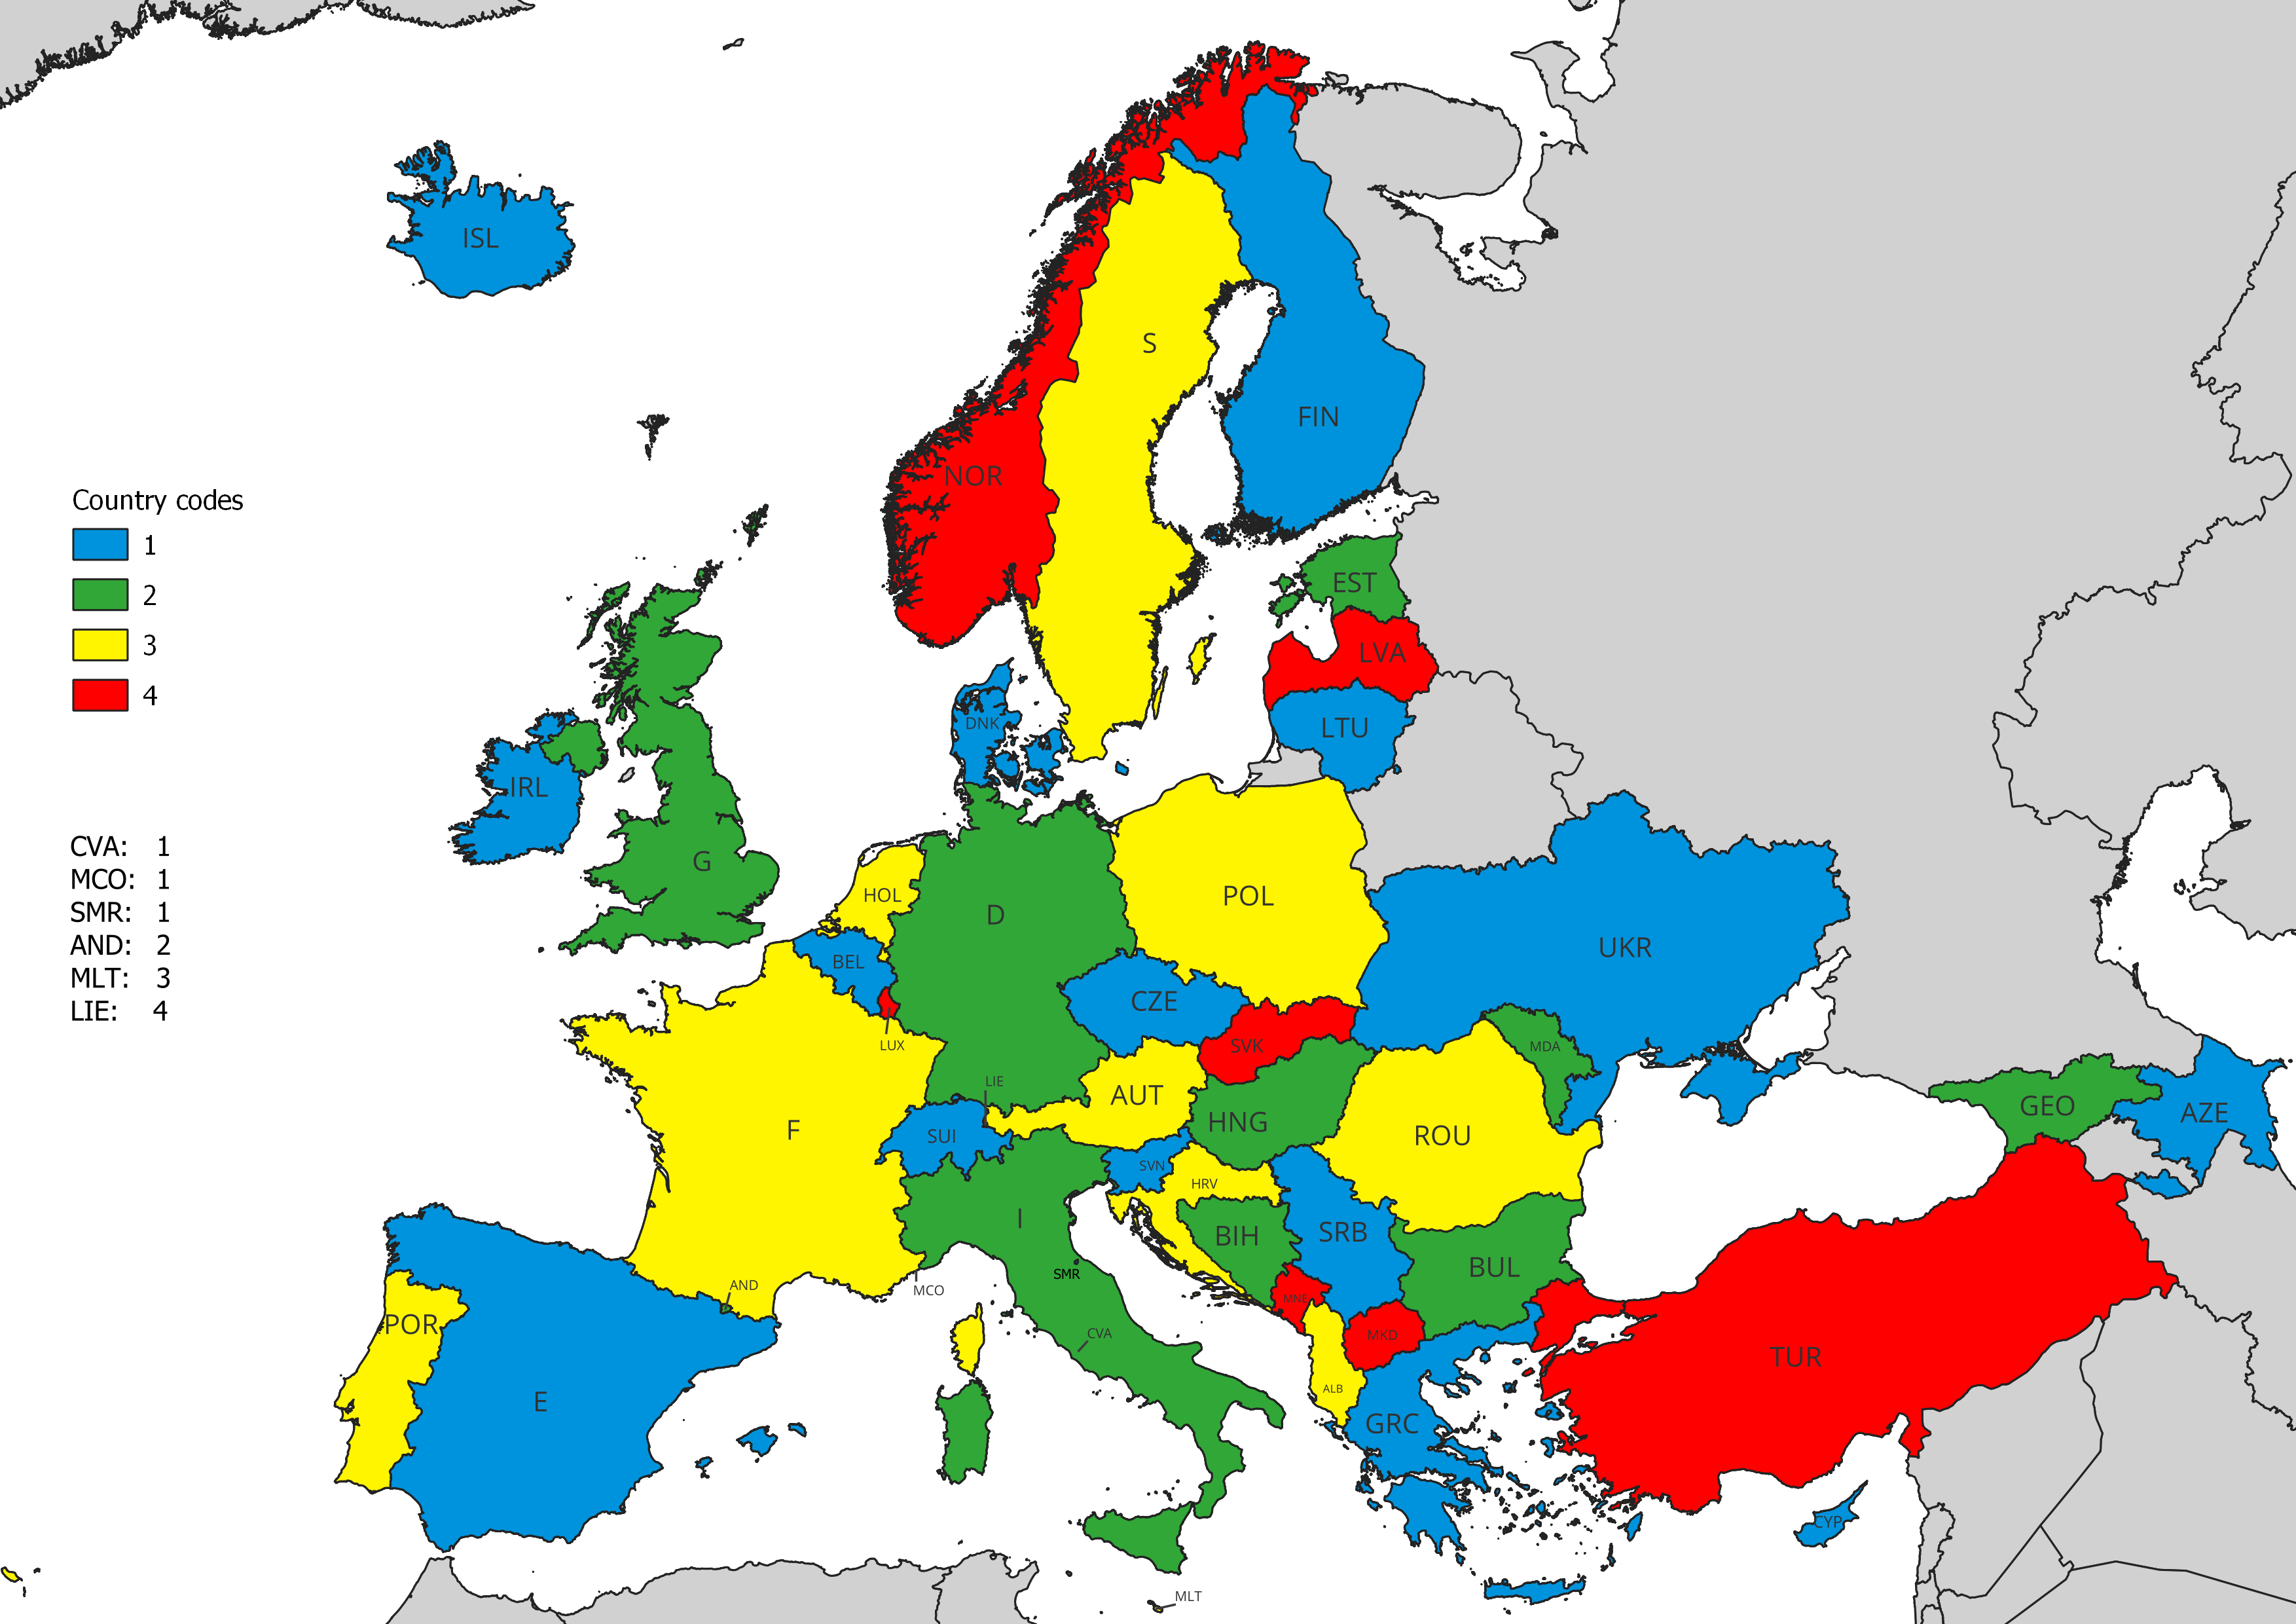 ISL
S
FIN
NOR
Country codes
1
2
3
4
EST
LVA
LTU
DNK
IRL
G
HOL
D
POL
UKR
BEL
CZE
LUX
SVK
MDA
LIE
AUT
HNG
ROU
GEO
AZE
F
SUI
SVN
HRV
I
BIH
SRB
BUL
SMR
AND
MCO
MNE
MKD
POR
CVA
TUR
ALB
E
GRC
CYP
MLT
CVA: 1
MCO: 1
SMR: 1
AND: 2
MLT: 3
LIE: 4